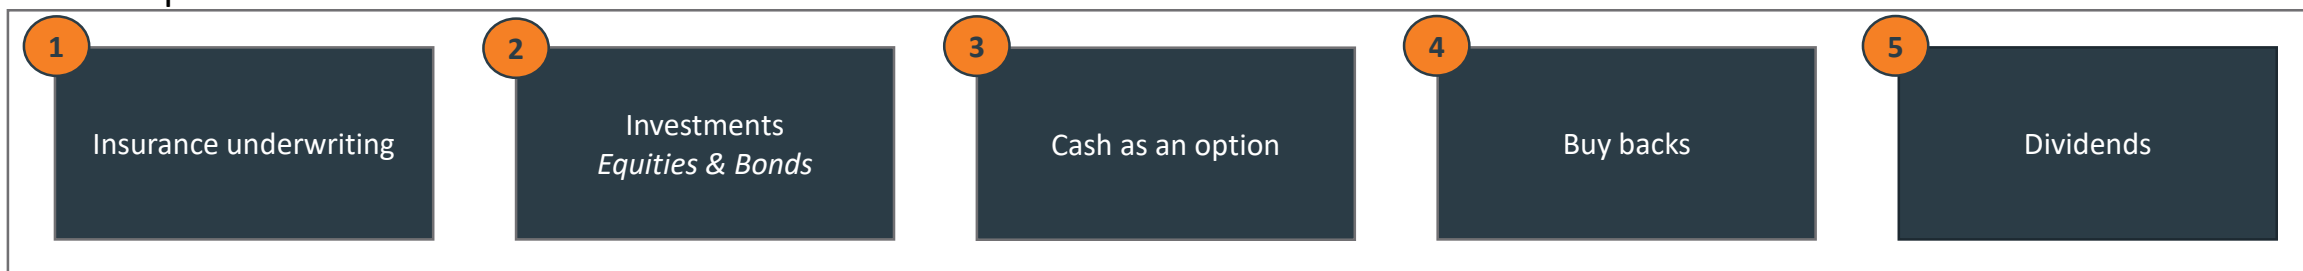 1
Insurance underwriting
2
Investments
Equities & Bonds
3
Cash as an option
4
Buy backs
5
Dividends